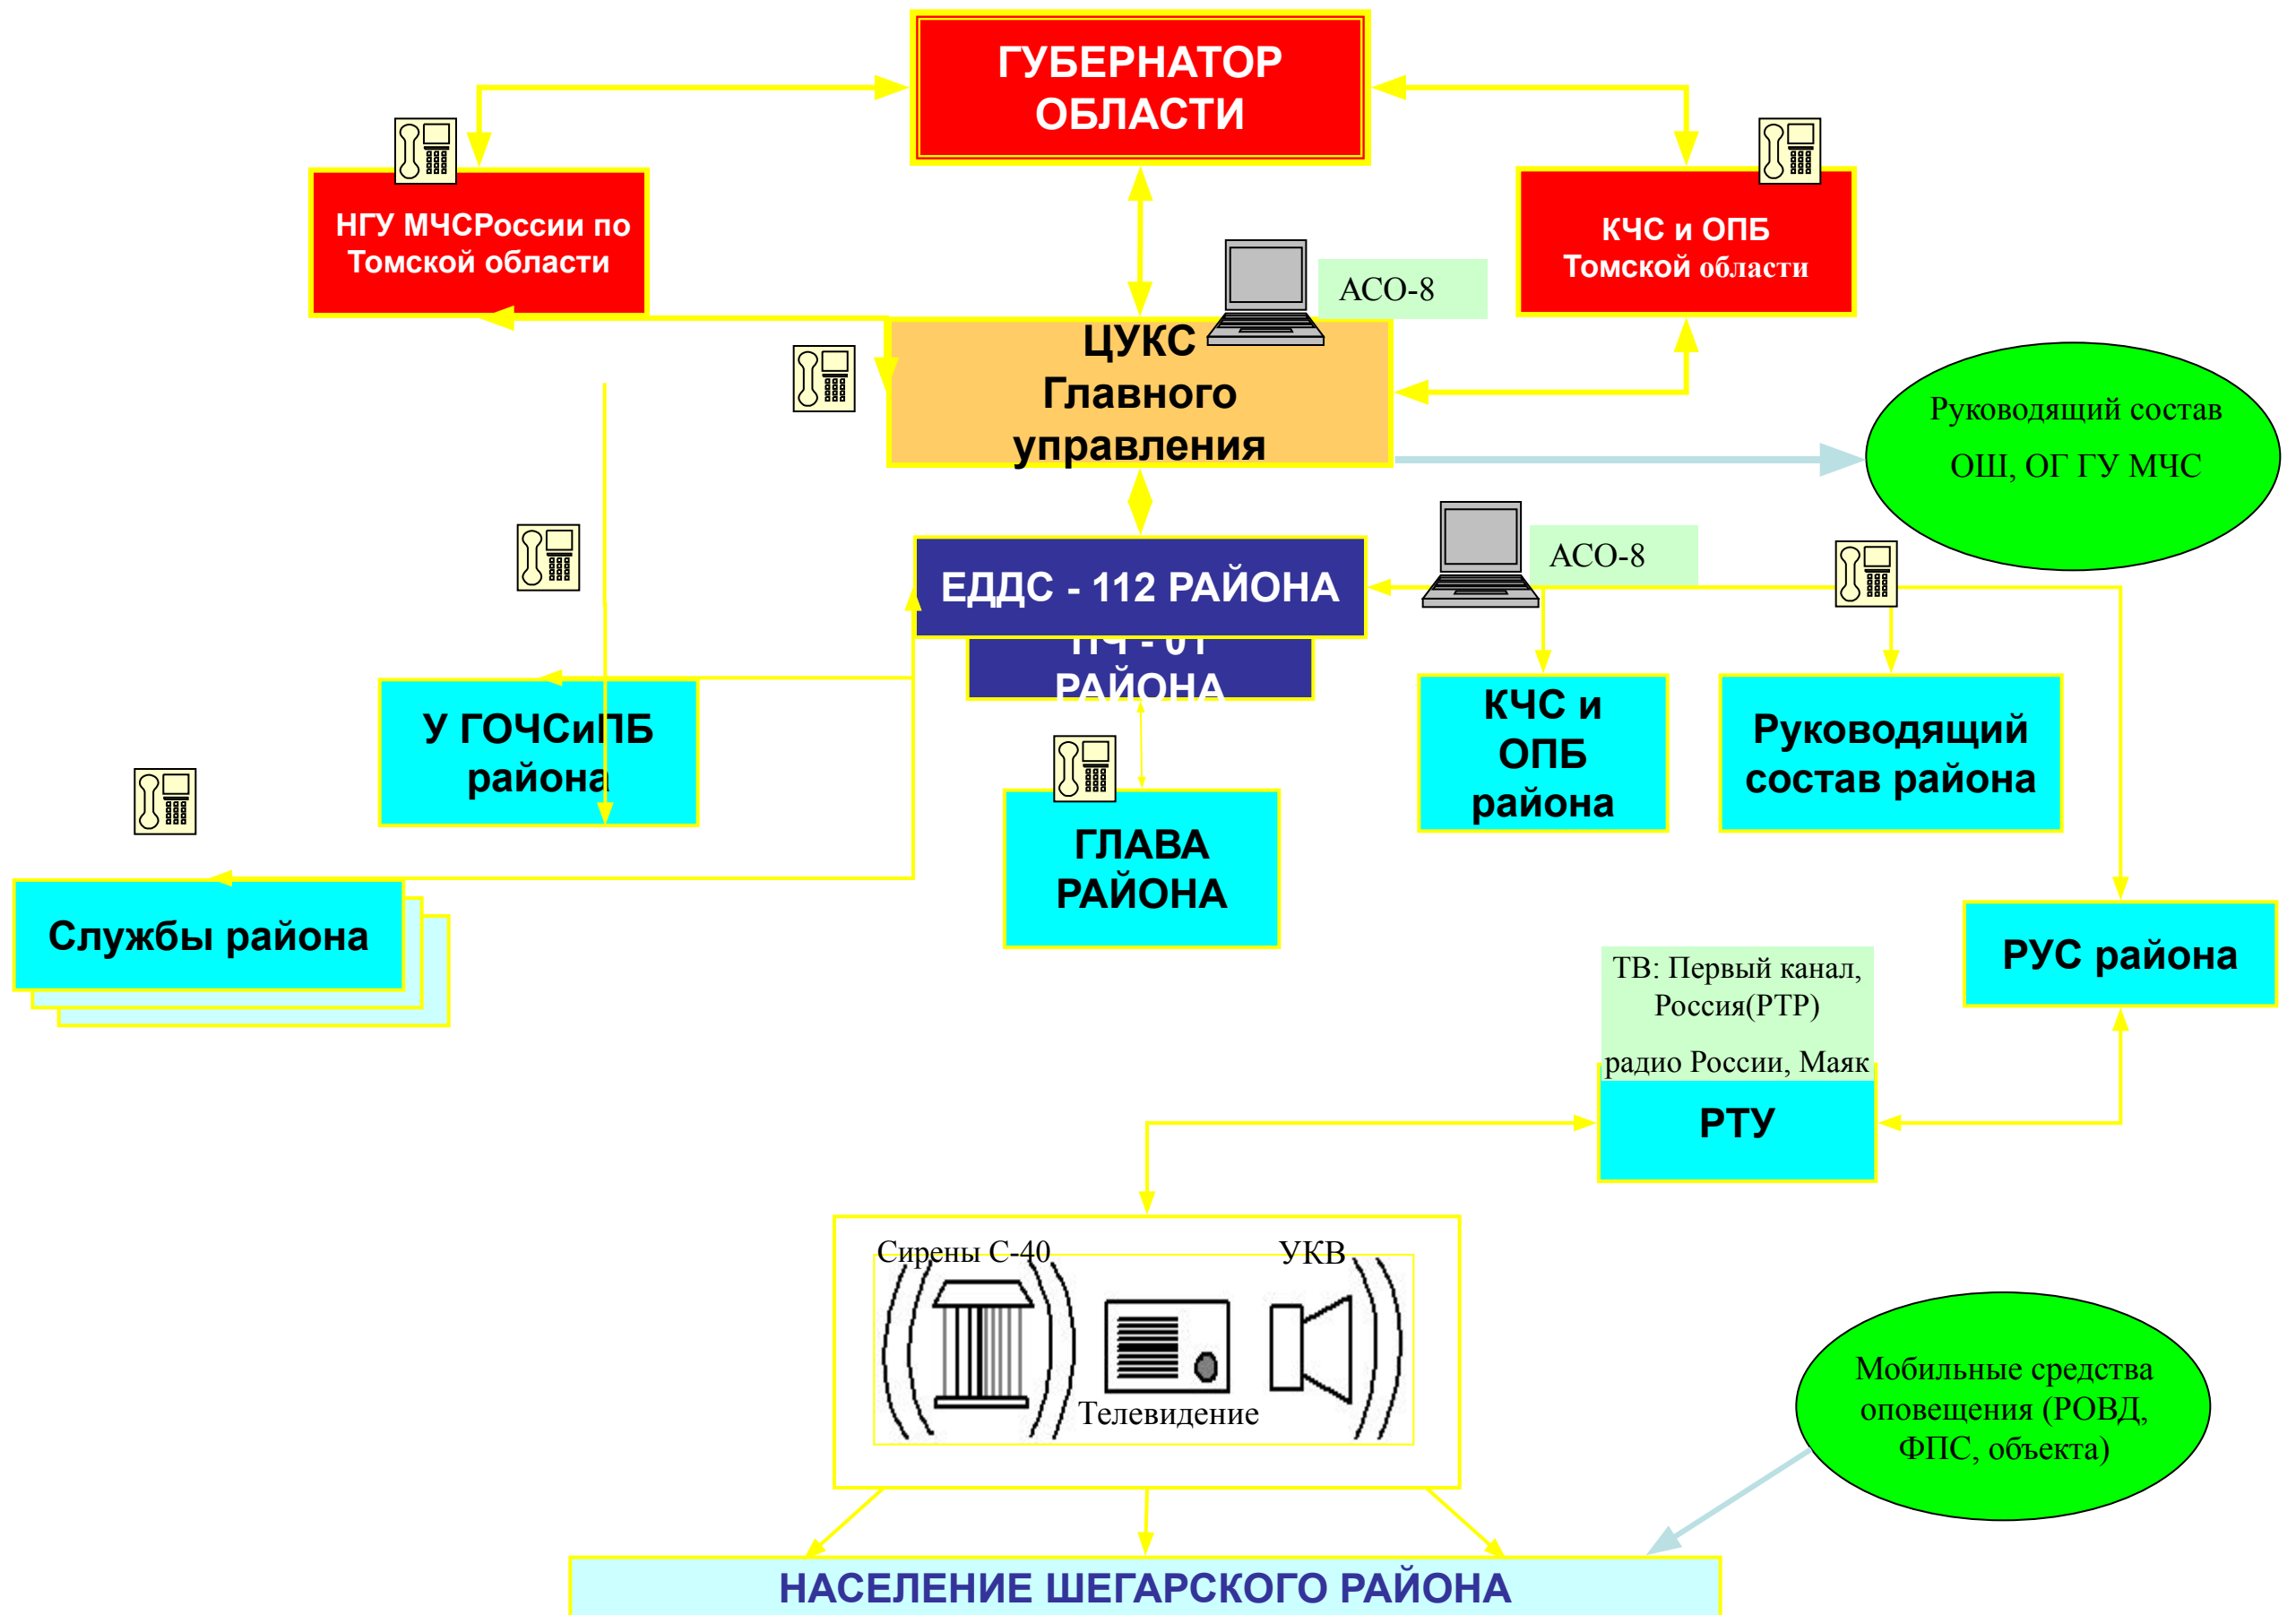 ГУБЕРНАТОР
ОБЛАСТИ
НГУ МЧСРоссии по
Томской области
КЧС и ОПБ
Томской области
АСО-8
ЦУКС
Главного
управления
Руководящий состав
ОШ, ОГ ГУ МЧС
АСО-8
ЕДДС - 112 РАЙОНА
ПЧ - 01
РАЙОНА
У ГОЧСиПБ
района
КЧС и
ОПБ
района
Руководящий
состав района
ГЛАВА
РАЙОНА
Службы района
РУС района
ТВ: Первый канал,
Россия(РТР)
радио России, Маяк
РТУ
Сирены С-40
УКВ
Телевидение
Мобильные средства
оповещения (РОВД,
ФПС, объекта)
НАСЕЛЕНИЕ ШЕГАРСКОГО РАЙОНА